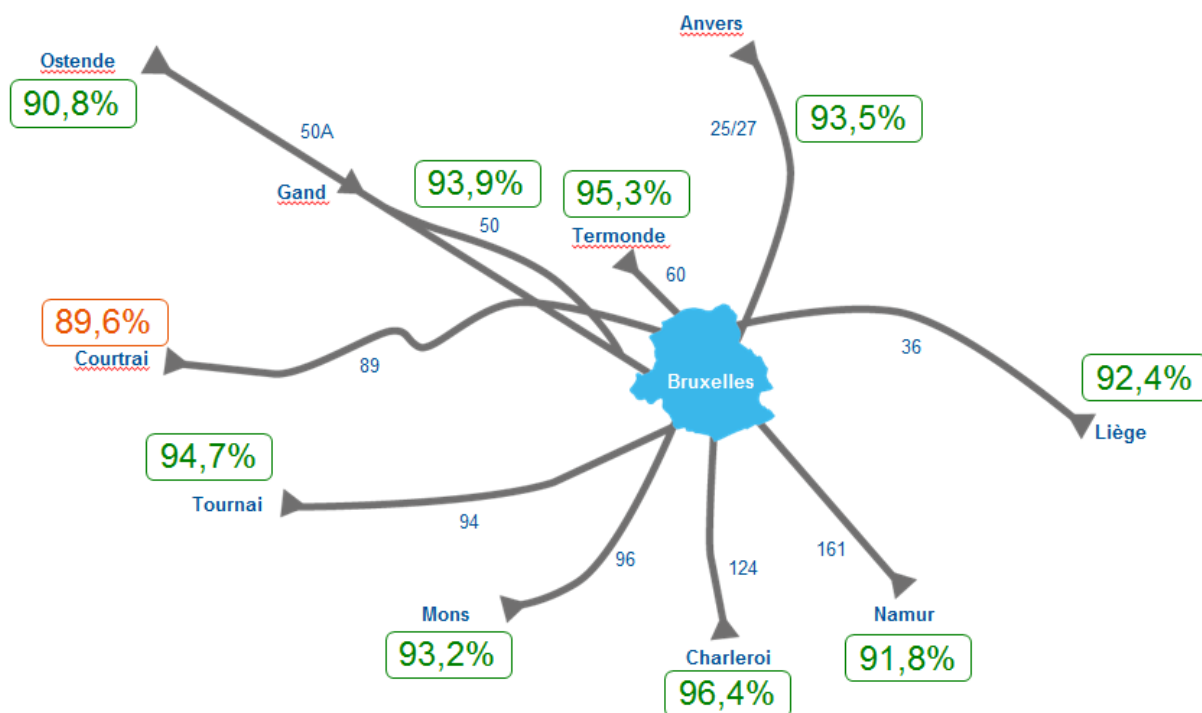 Anvers
Ostende
90,8%
93,5%
50A
25/27
Gand
93,9%
95,3%
50
Termonde
60
89,6%
Courtrai
89
36
Bruxelles
92,4%
Liège
94,7%
Tournai
94
96
124
161
Mons
93,2%
Charleroi
96,4%
Namur
91,8%